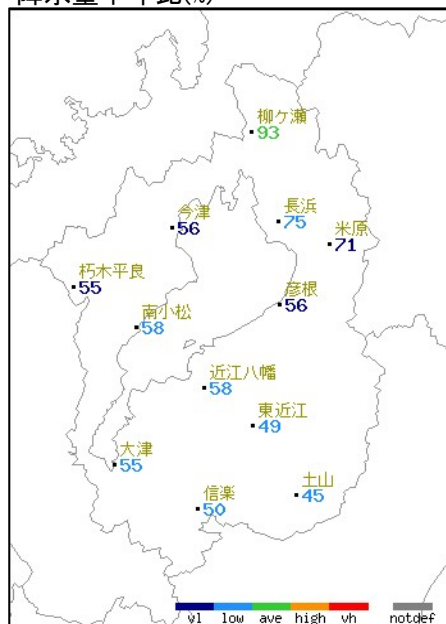 降水量平年比(%)
柳ケ瀬
93
今津
56
長浜
75
米原
71
朽木平良
55
彦根
56
南小松
58
近江八幡
58
東近江
49
大津
55
信楽
50
土山
45
vl low ave high vh notdef